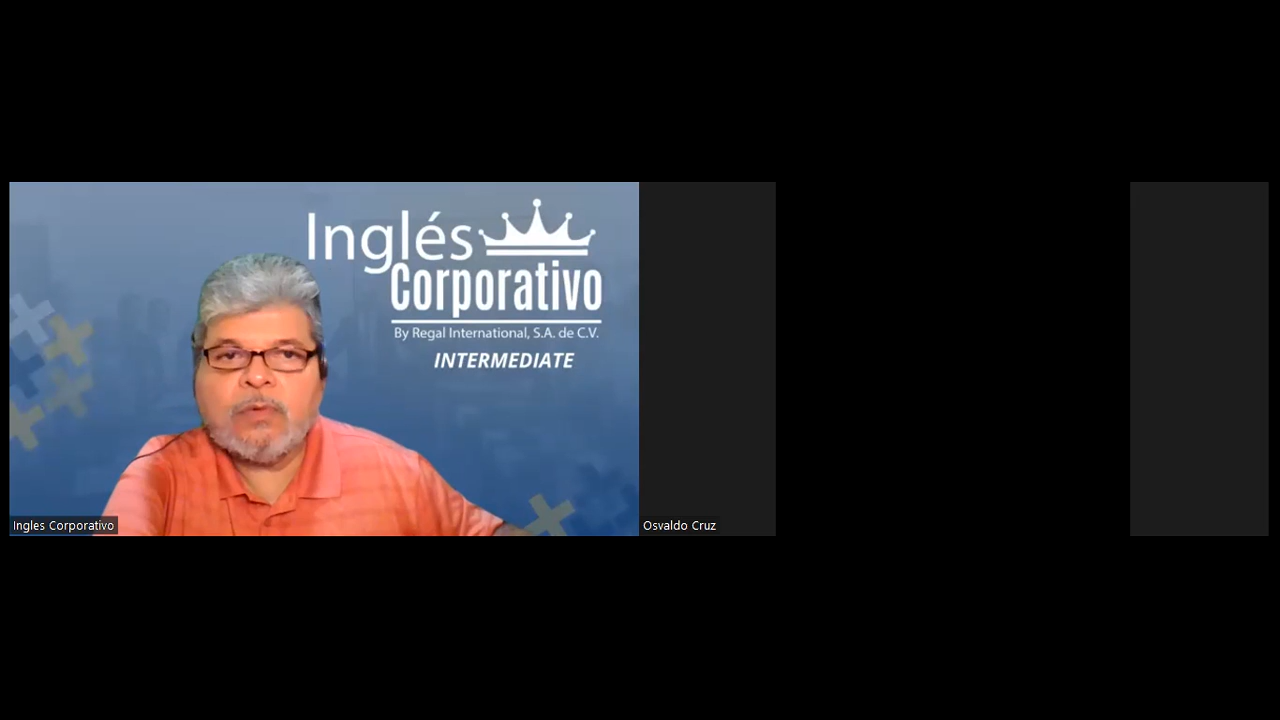 Inglés
Corporativo
By Regal International, S.A. de C.V.
INTERMEDIATE
Ingles Corporativo
Osvaldo Cruz